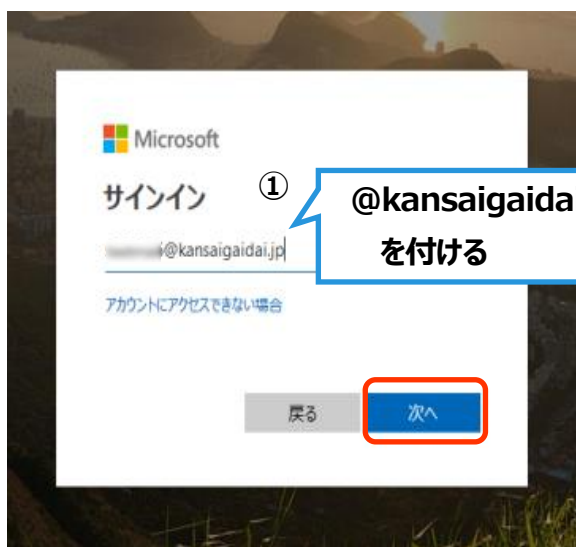 Microsoft
サインイン
①
@kansaigaida
を付ける
@kansaigaidai.jp
アカウントにアクセスできない場合
戻る
次へ